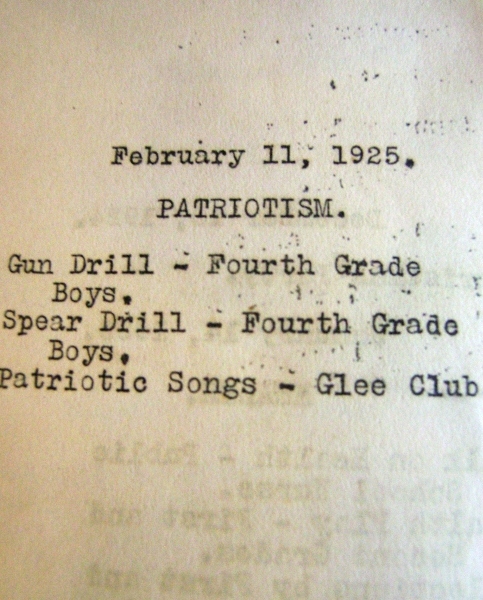 February 11, 1925.
PATRIOTISM.
Gun Drill - Fourth Grade
Boys.
Spear Drill - Fourth Grade
Boys.
Patriotic Songs - Glee Club